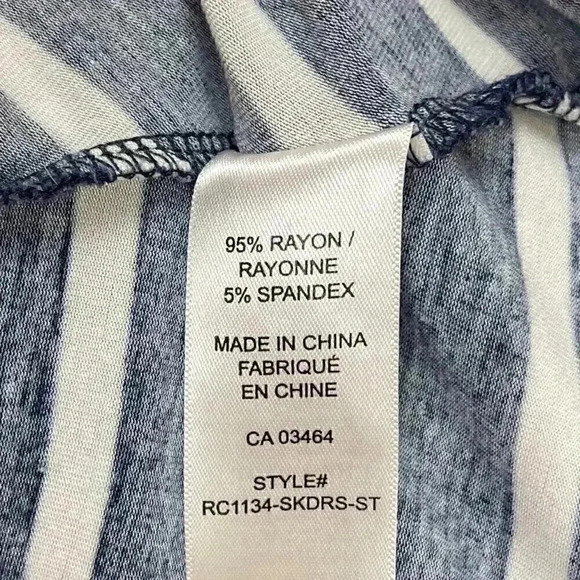 95% RAYON /
RAYONNE
5% SPANDEX
MADE IN CHINA
FABRIQUÉ
EN CHINE
CA 03464
STYLE#
RC1134-SKDRS-ST